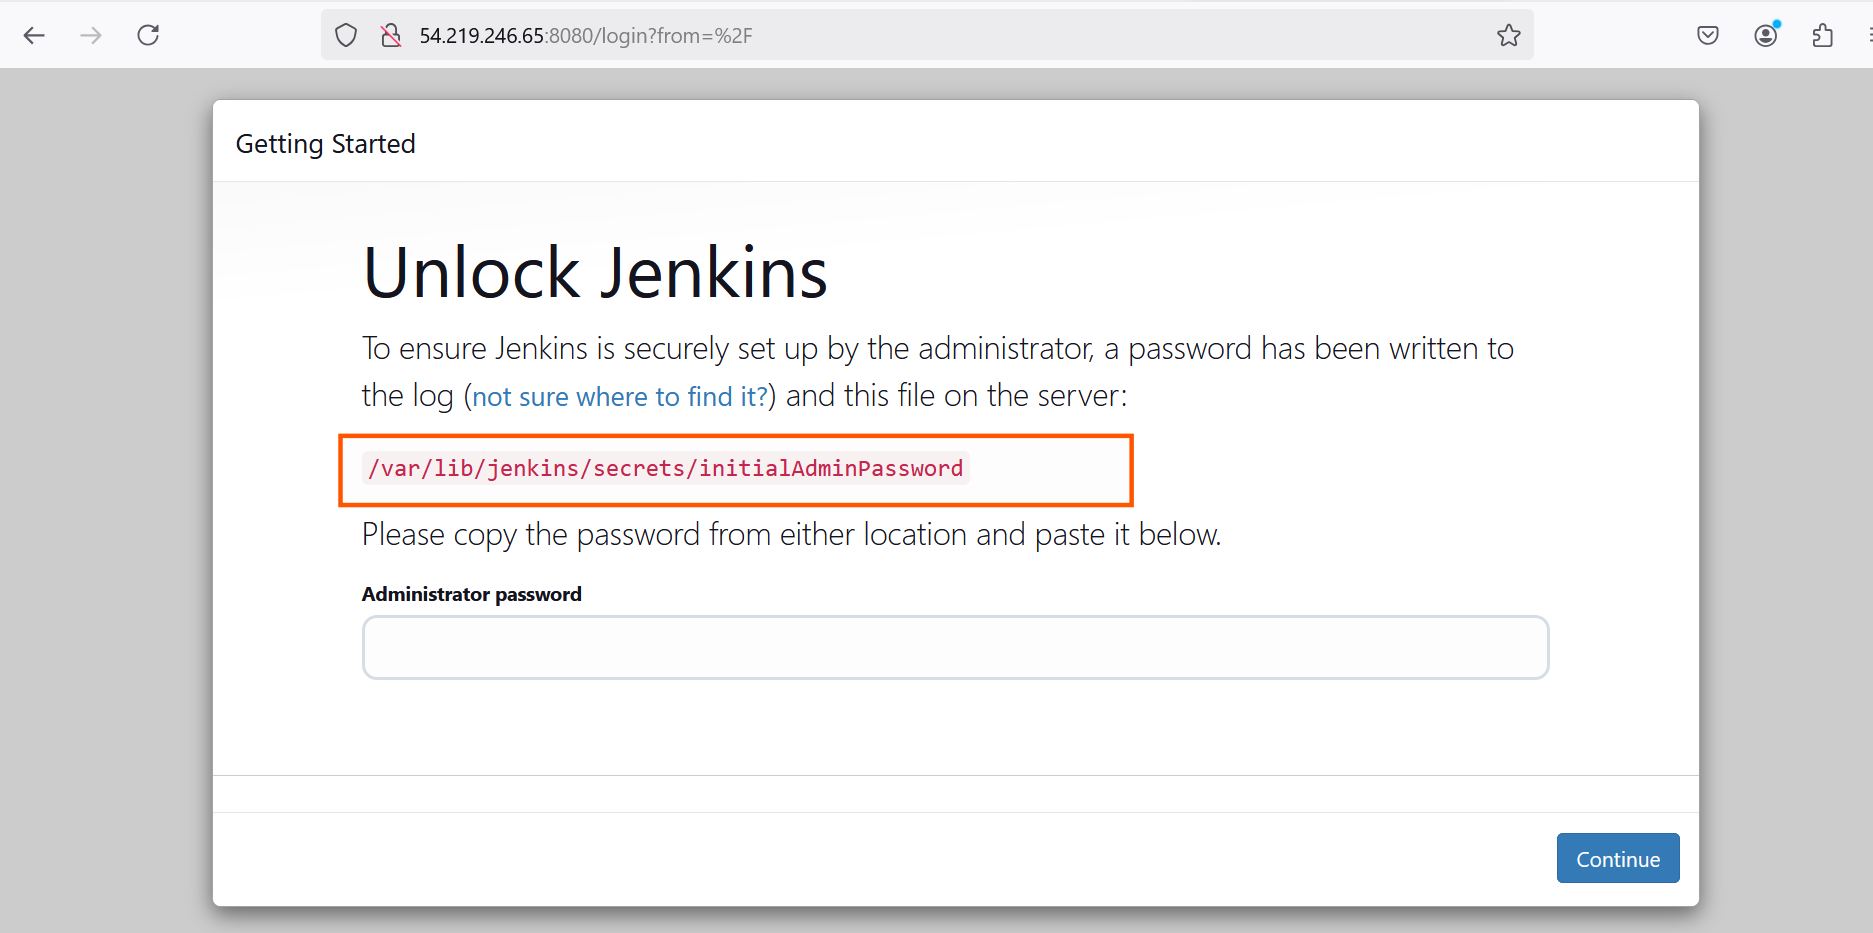 54.219.246.65:8080/login?from=%2F
Getting Started
Unlock Jenkins
To ensure Jenkins is securely set up by the administrator, a password has been written to
the log (not sure where to find it?) and this file on the server:
/var/lib/jenkins/secrets/initialAdminPassword
Please copy the password from either location and paste it below.
Administrator password
Continue